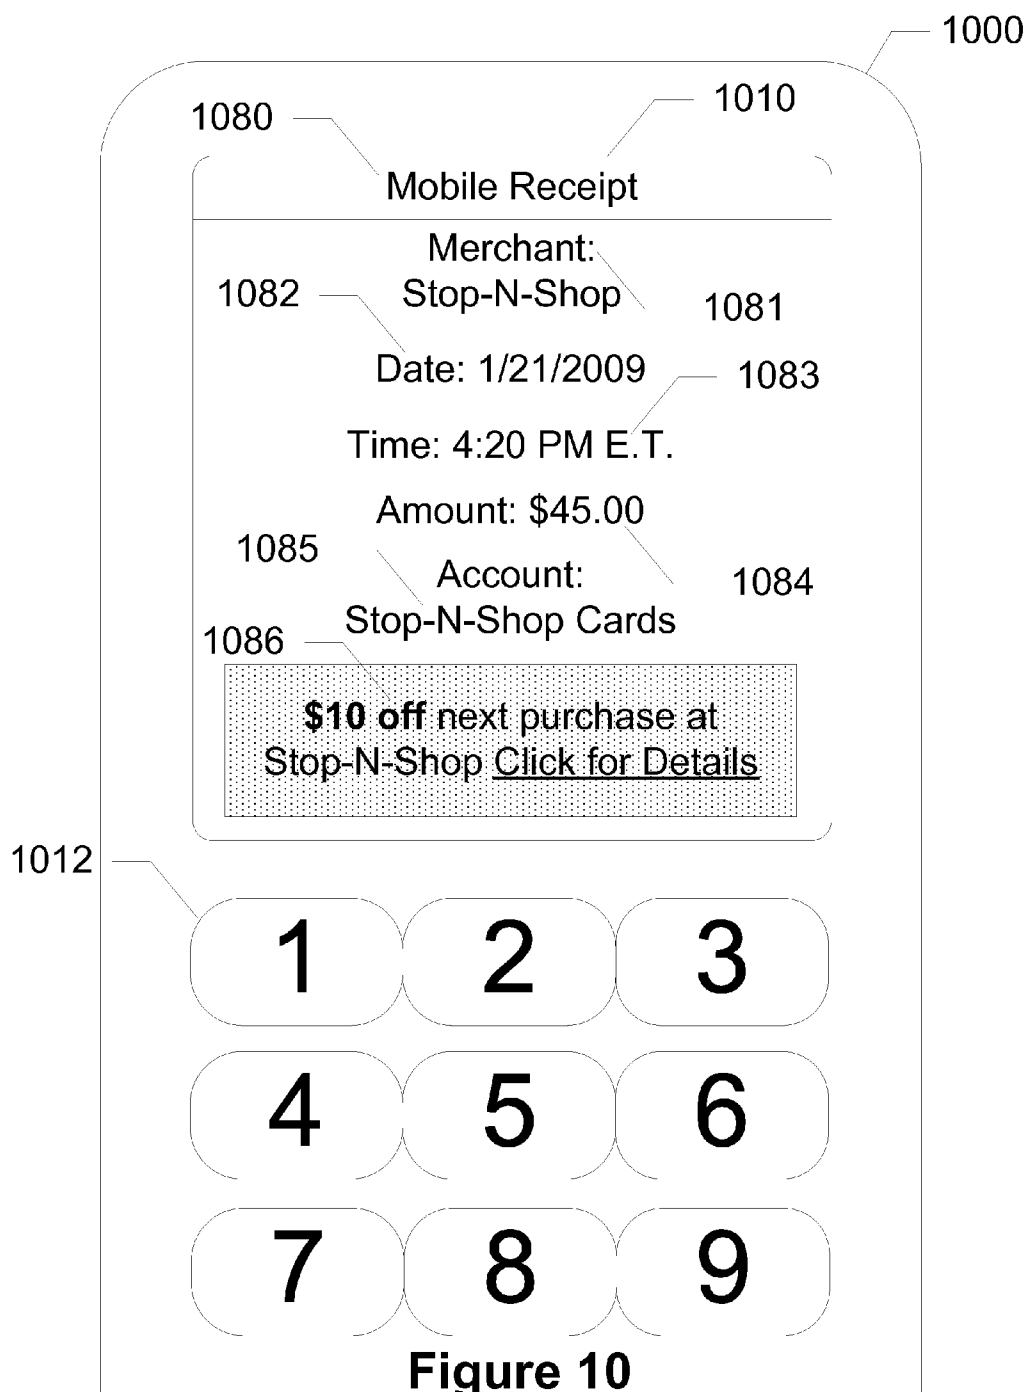 1000
1080
1010
Mobile Receipt
Merchant:
1082
Stop-N-Shop
1081
Date: 1/21/2009
1083
Time: 4:20 PM E.T.
Amount: $45.00
1085
Account:
1084
Stop-N-Shop Cards
1086
$10 off next purchase at
Stop-N-Shop Click for Details
1012
1 2 3
4 5 6
7 8 9
Figure 10